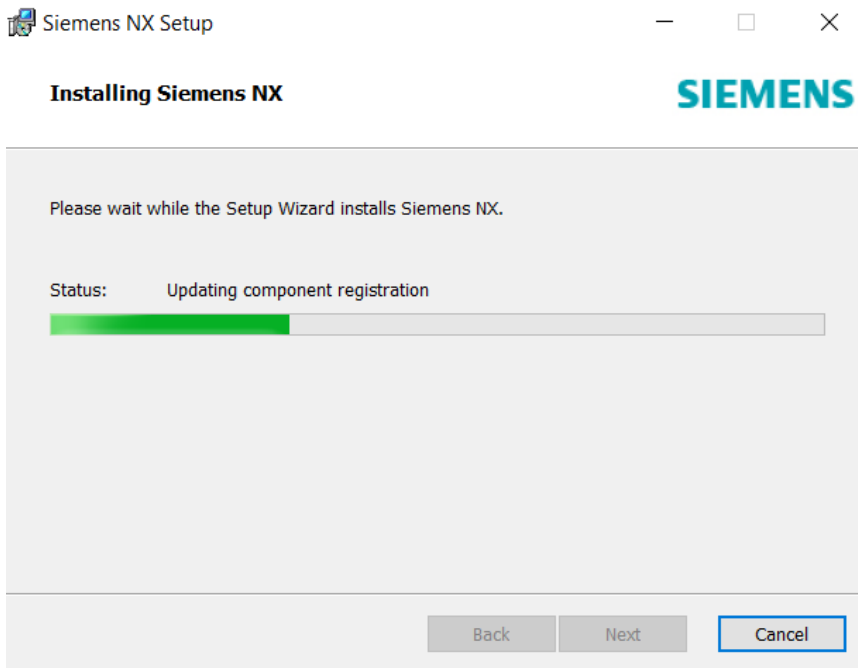 Siemens NX Setup
Installing Siemens NX
SIEMENS
Please wait while the Setup Wizard installs Siemens NX.
Status: Updating component registration
Back Next Cancel